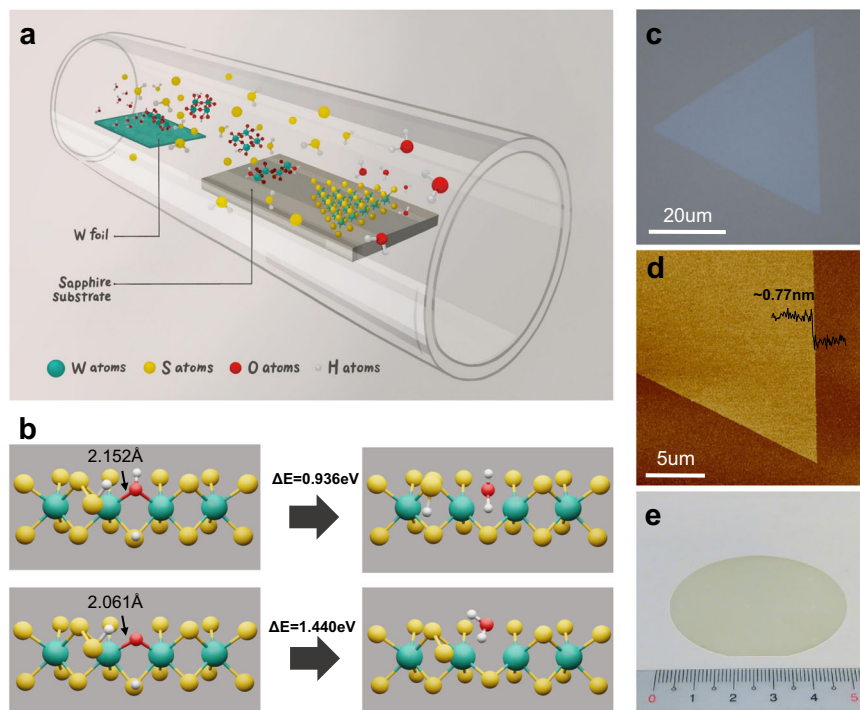 a
W foil
Sapphire
substrate
W atoms S atoms O atoms H atoms
b
2.152Å
ΔE=0.936eV
2.061Å
ΔE=1.440eV
c
20um
d
~0.77nm
5um
e
0 1 2 3 4 5